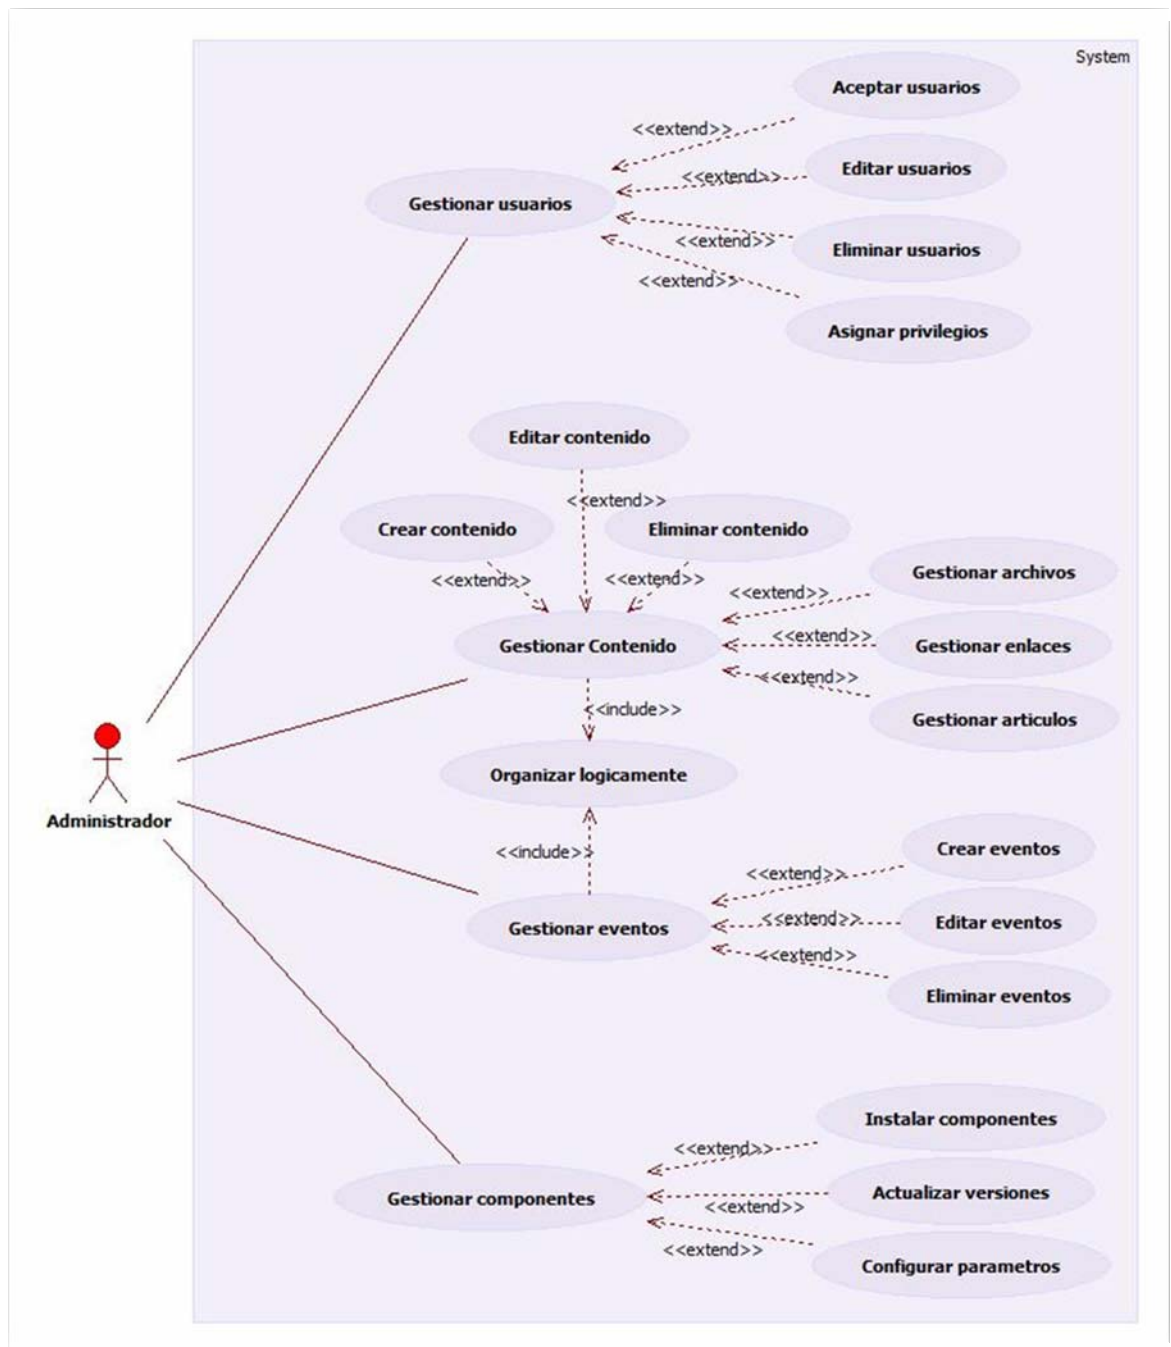 System
Aceptar usuarios
<<extend>>
Editar usuarios
<<extend>>
Gestionar usuarios
<<extend>>
Eliminar usuarios
<<extend>>
Asignar privilegios
Editar contenido
<<extend>>
Crear contenido
Eliminar contenido
<<extend>>
<<extend>>
Gestionar archivos
<<extend>>
Gestionar Contenido
<<extend>>
Gestionar enlaces
<<extend>>
<<include>>
Gestionar articulos
Organizar logicamente
Administrador
<<include>>
Crear eventos
<<extend>>
Gestionar eventos
<<extend>>
Editar eventos
<<extend>>
Eliminar eventos
Instalar componentes
<<extend>>
Gestionar componentes
Actualizar versiones
<<extend>>
<<extend>>
Configurar parametros